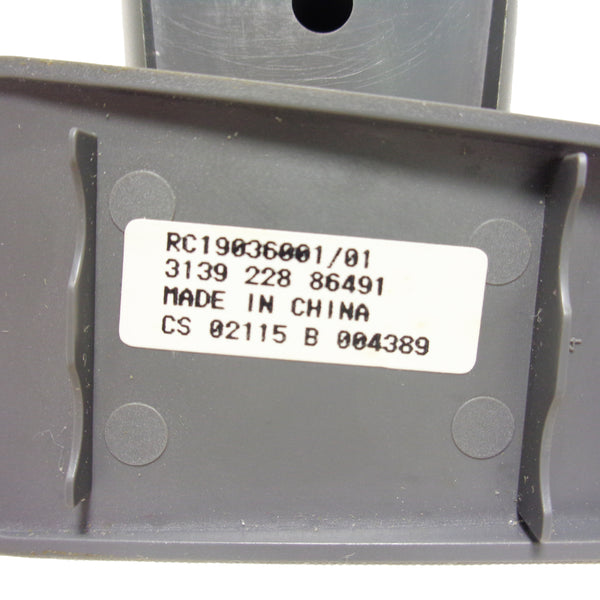 RC19036001/01
3139 228 86491
MADE IN CHINA
CS 02115 B 004389